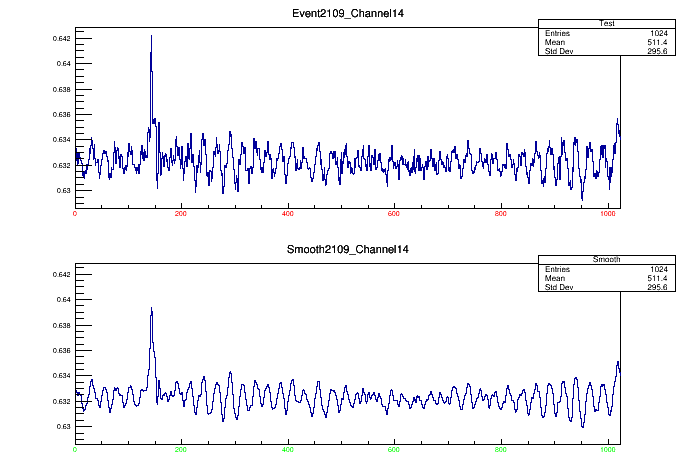 Event2109_Channel14
Test
Entries 1024
Mean 511.4
Std Dev 295.6
0.642
0.64
0.638
0.636
0.634
0.632
0.63
0 200 400 600 800 1000
Smooth2109_Channel14
Smooth
Entries 1024
Mean 511.4
Std Dev 295.6
0.642
0.64
0.638
0.636
0.634
0.632
0.63
0 200 400 600 800 1000